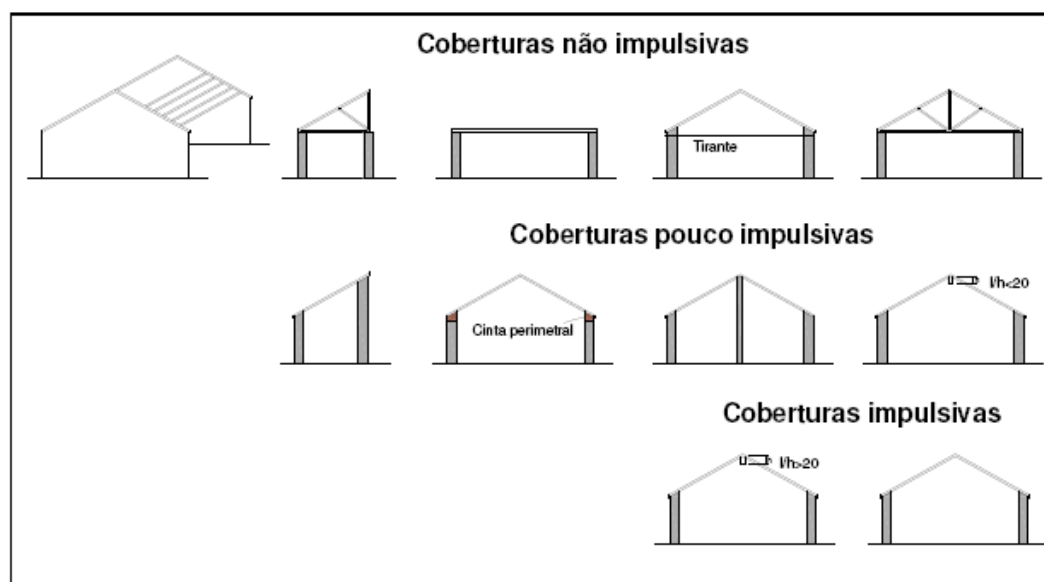 Coberturas não impulsivas
Tirante
Coberturas pouco impulsivas
Cinta perimetral
l/h<20
Coberturas impulsivas
l/h>20